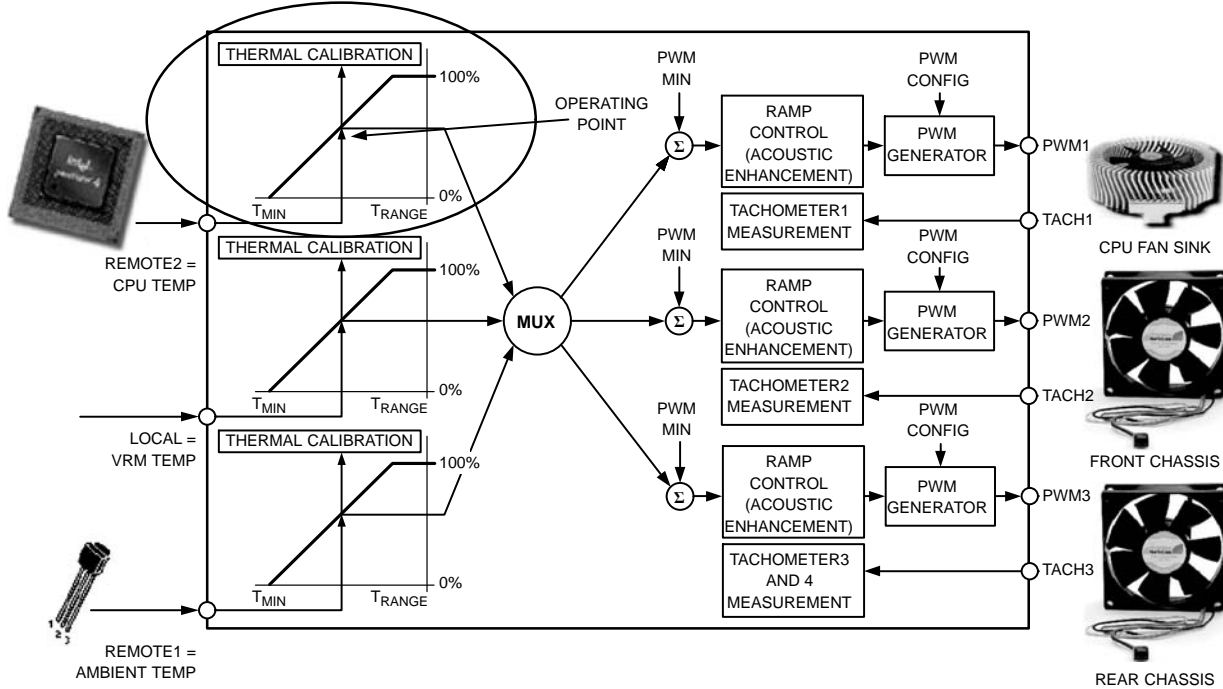 THERMAL CALIBRATION
100%
0%
TMIN
TRANGE
OPERATING
POINT
REMOTE2 =
CPU TEMP
THERMAL CALIBRATION
100%
0%
TMIN
TRANGE
LOCAL =
VRM TEMP
THERMAL CALIBRATION
100%
0%
TMIN
TRANGE
REMOTE1 =
AMBIENT TEMP
1
2
3
intel
MUX
PWM
MIN
Σ
RAMP
CONTROL
(ACOUSTIC
ENHANCEMENT)
PWM
CONFIG
PWM
GENERATOR
PWM1
TACHOMETER1
MEASUREMENT
TACH1
CPU FAN SINK
PWM
MIN
Σ
RAMP
CONTROL
(ACOUSTIC
ENHANCEMENT)
PWM
CONFIG
PWM
GENERATOR
PWM2
TACHOMETER2
MEASUREMENT
TACH2
FRONT CHASSIS
PWM
MIN
Σ
RAMP
CONTROL
(ACOUSTIC
ENHANCEMENT)
PWM
CONFIG
PWM
GENERATOR
PWM3
TACHOMETER3
AND 4
MEASUREMENT
TACH3
REAR CHASSIS